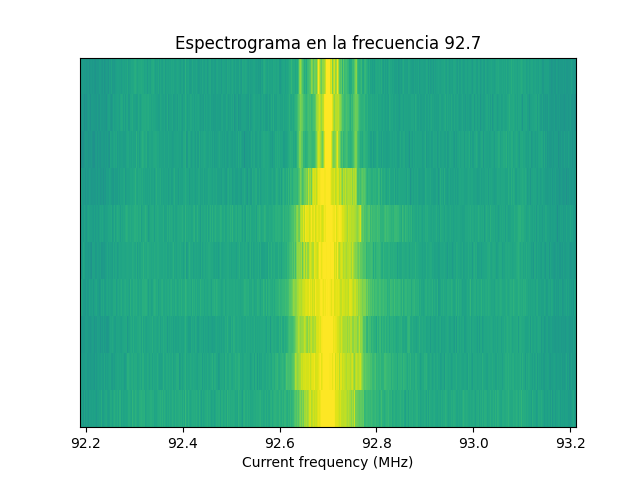 Espectrograma en la frecuencia 92.7
92.2 92.4 92.6 92.8 93.0 93.2
Current frequency (MHz)